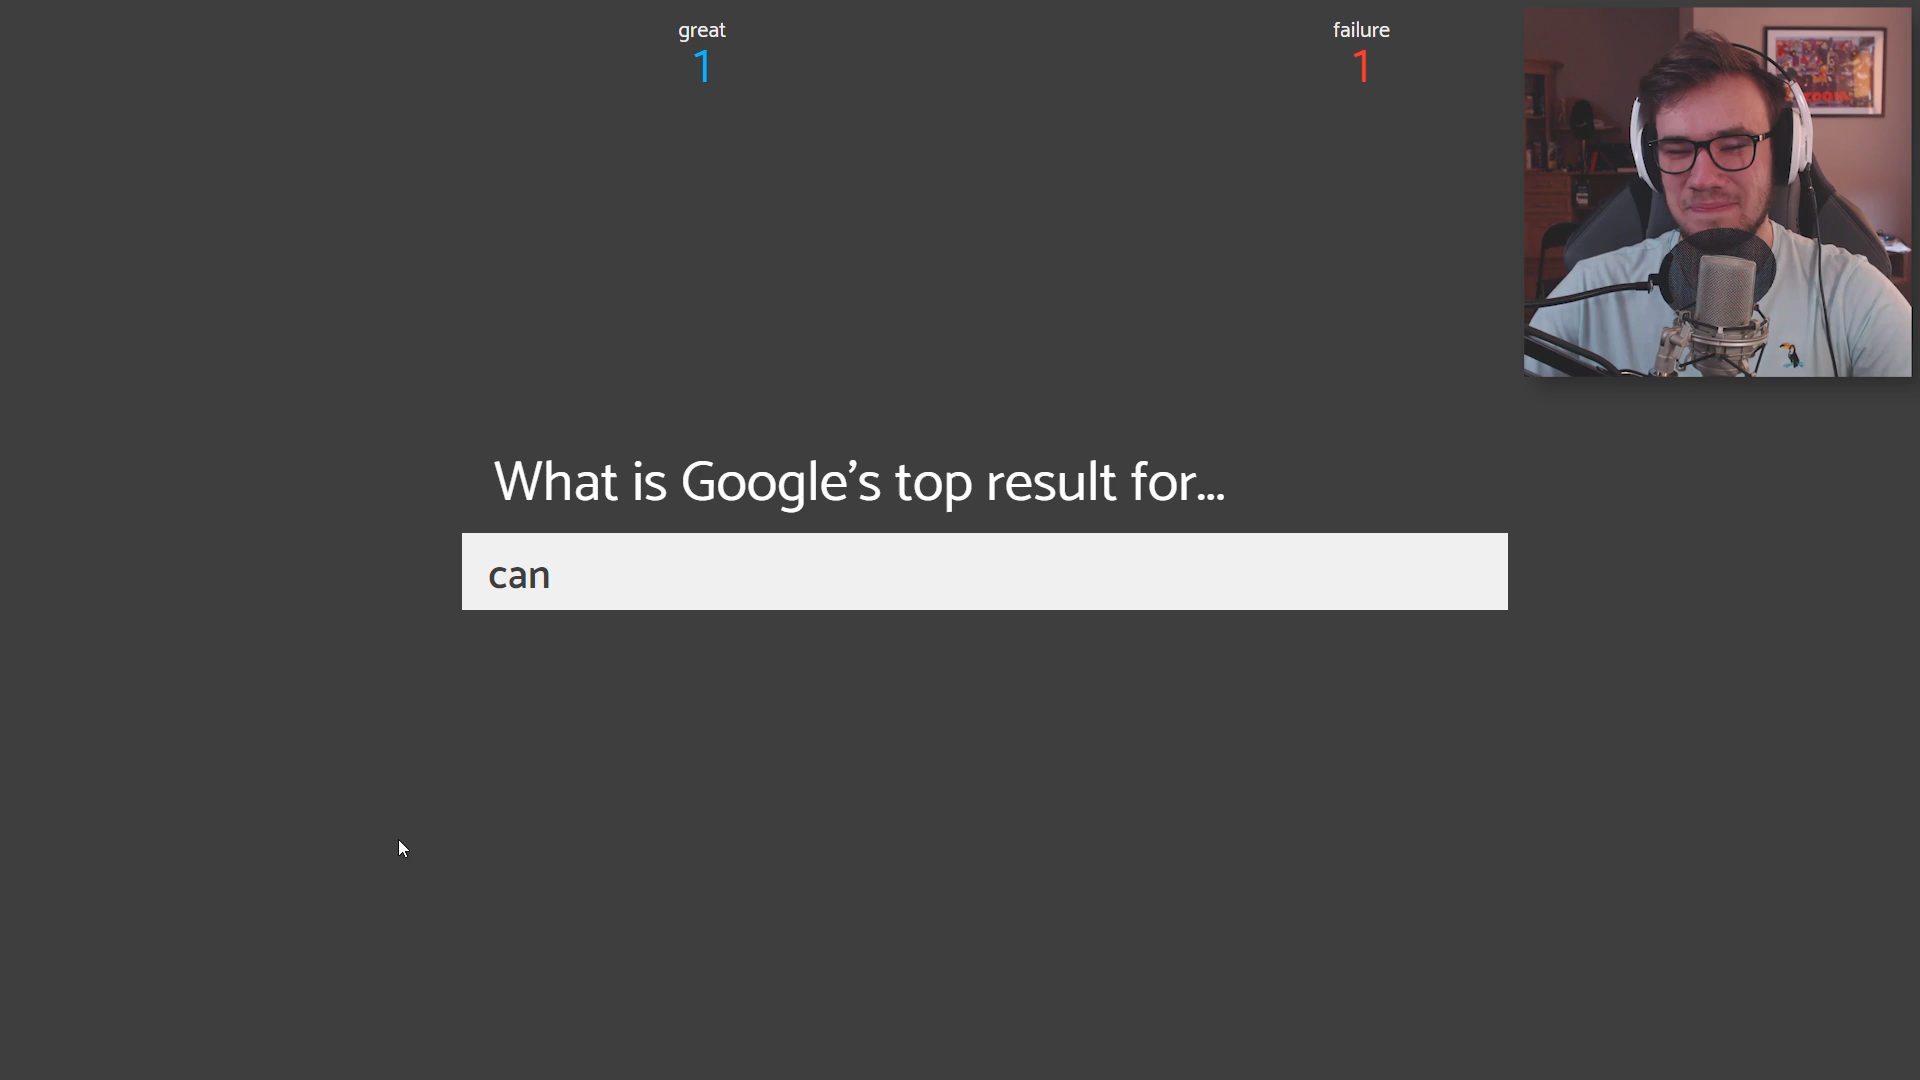 great
1
failure
1
What is Google's top result for...
can